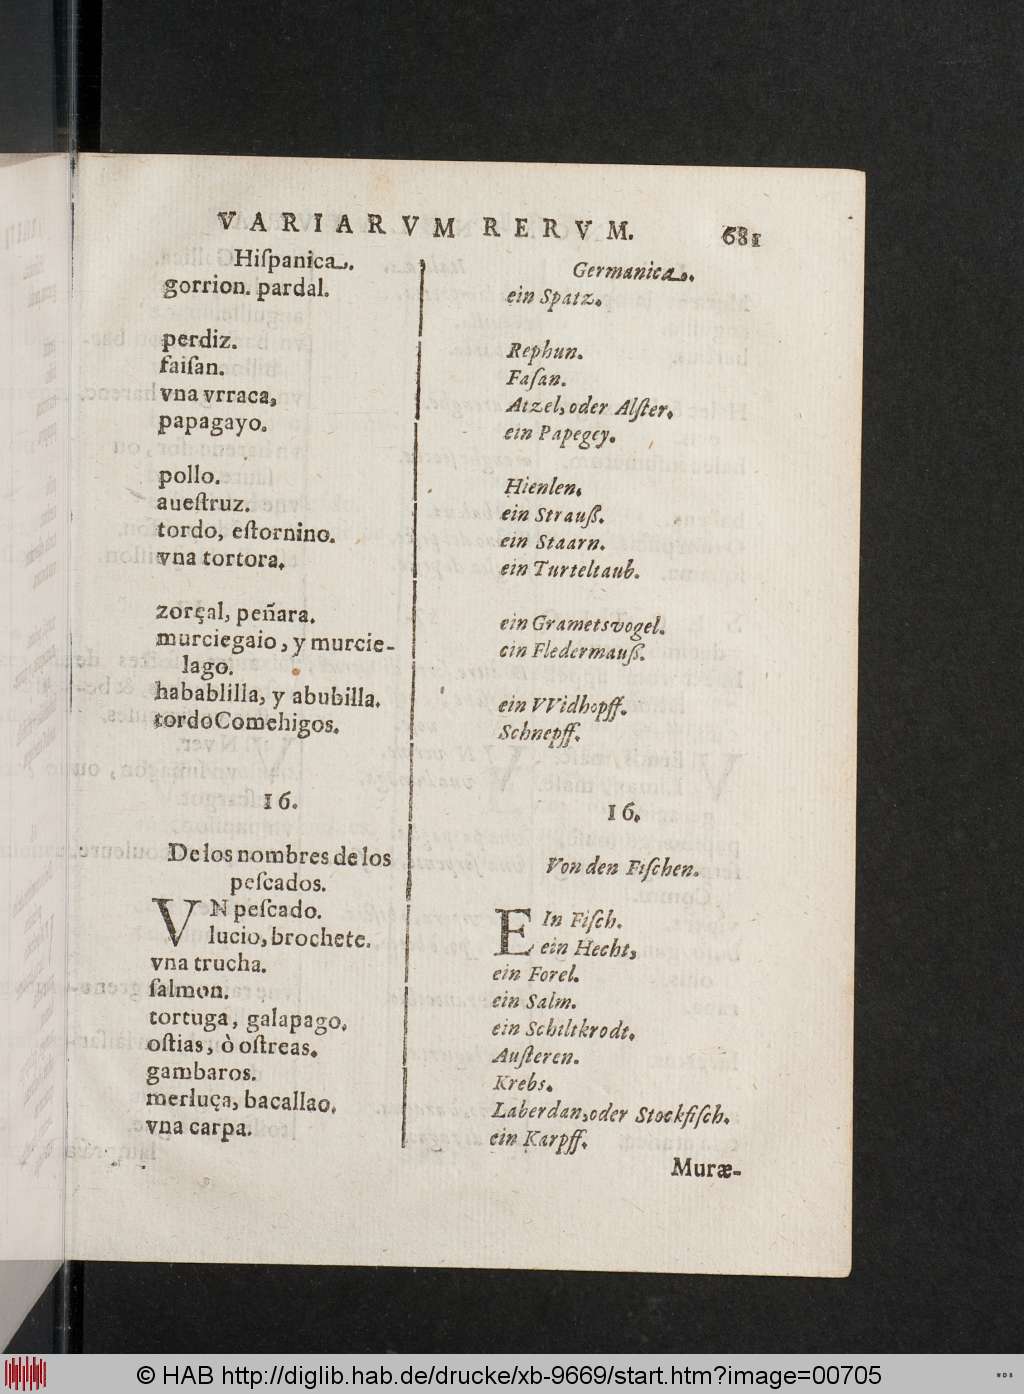 VARIARVM RERVM. 681
Hiſpanica.
gorrion. pardal.
perdiz.
faiſan.
vna vrraca,
papagayo.
pollo.
aueſtruz.
tordo, eſtornino.
vna tortora.
zorçal, peñara.
murciegaio, y murcie-
lago.
habablilla, y abubilla.
tordo Comehigos.
16.
De los nombres de los
peſcados.
VN peſcado.
lucio, brochete.
vna trucha.
ſalmon.
tortuga, galapago.
oſtias, ò oſtreas.
gambaros.
merluça, bacallao.
vna carpa.
Germanica.
ein Spatz.
Rephun.
Faſan.
Atzel, oder Alſter.
ein Papegey.
Hienlen.
ein Strauß.
ein Staarn.
ein Turteltaub.
ein Grametsvogel.
ein Fledermauß.
ein VVidhopff.
Schnepff.
16.
Von den Fiſchen.
EIn Fiſch.
ein Hecht,
ein Forel.
ein Salm.
ein Schiltkrodt.
Auſteren.
Krebs.
Laberdan, oder Stockfiſch.
ein Karpff.
Muræ-
© HAB http://diglib.hab.de/drucke/xb-9669/start.htm?image=00705